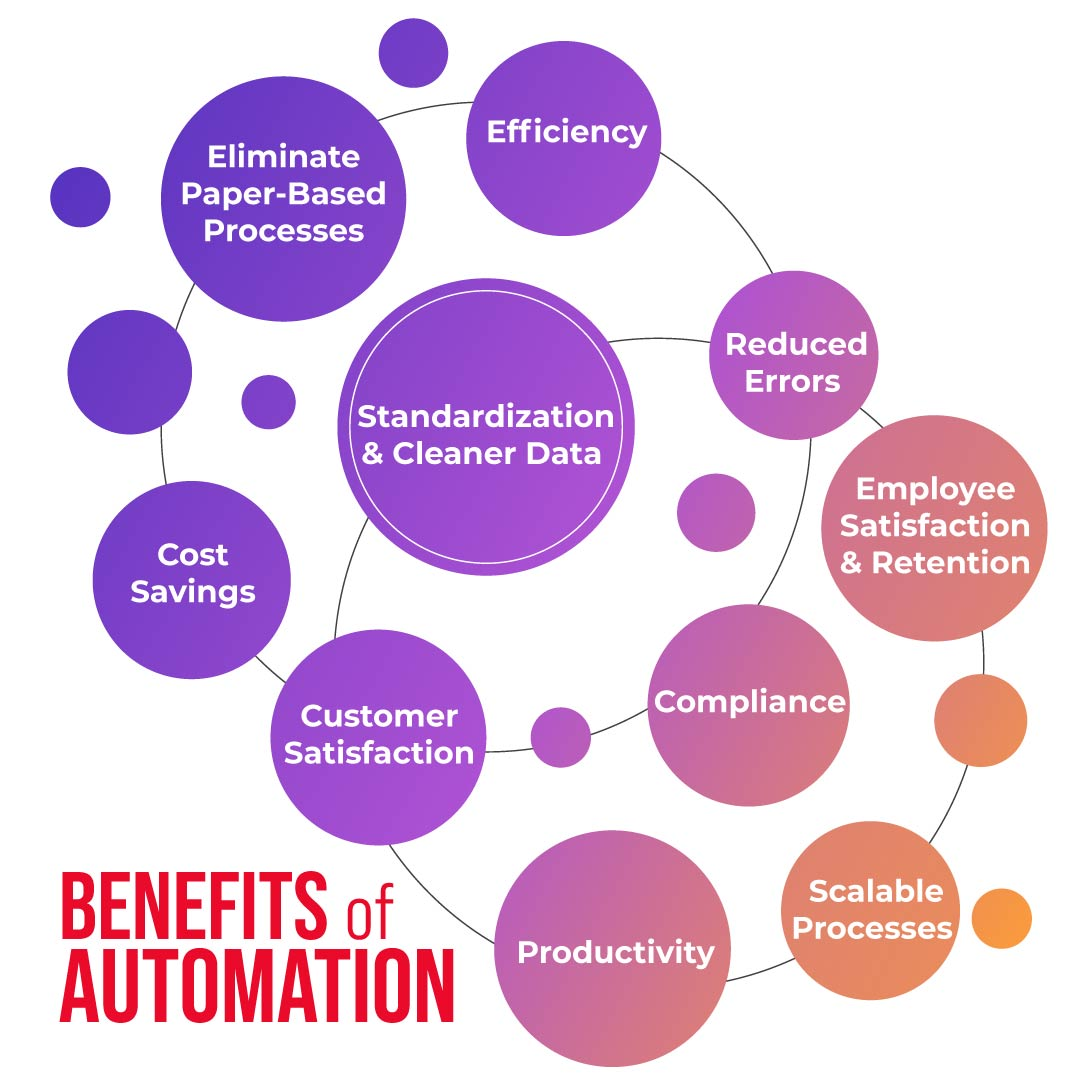 Efficiency
Eliminate
Paper-Based
Processes
Reduced
Errors
Standardization
& Cleaner Data
Employee
Satisfaction
& Retention
Cost
Savings
Compliance
Customer
Satisfaction
Scalable
Processes
Productivity
BENEFITS of
AUTOMATION